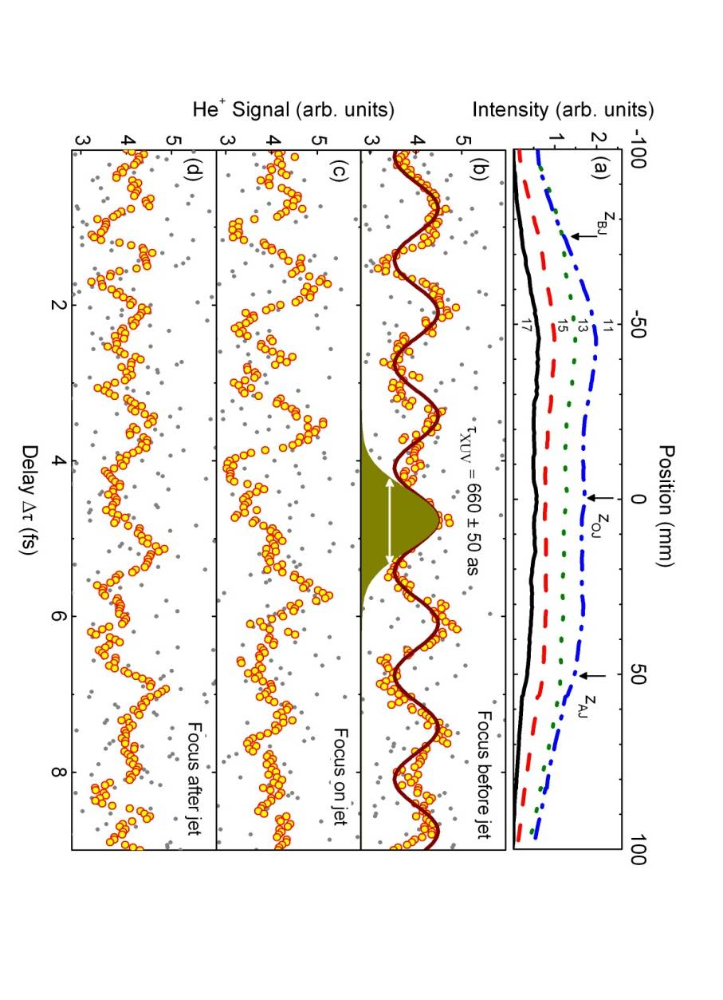 Position (mm)
-100 -50 0 50 100
Intensity (arb. units)
1 2
(a)
z_BJ
z_OJ
z_AJ
11
13
15
17
He⁺ Signal (arb. units)
3 4 5
(b)
τ_XUV = 660 ± 50 as
Focus before jet
3 4 5
(c)
Focus on jet
3 4 5
(d)
Focus after jet
2 4 6 8
Delay Δτ (fs)